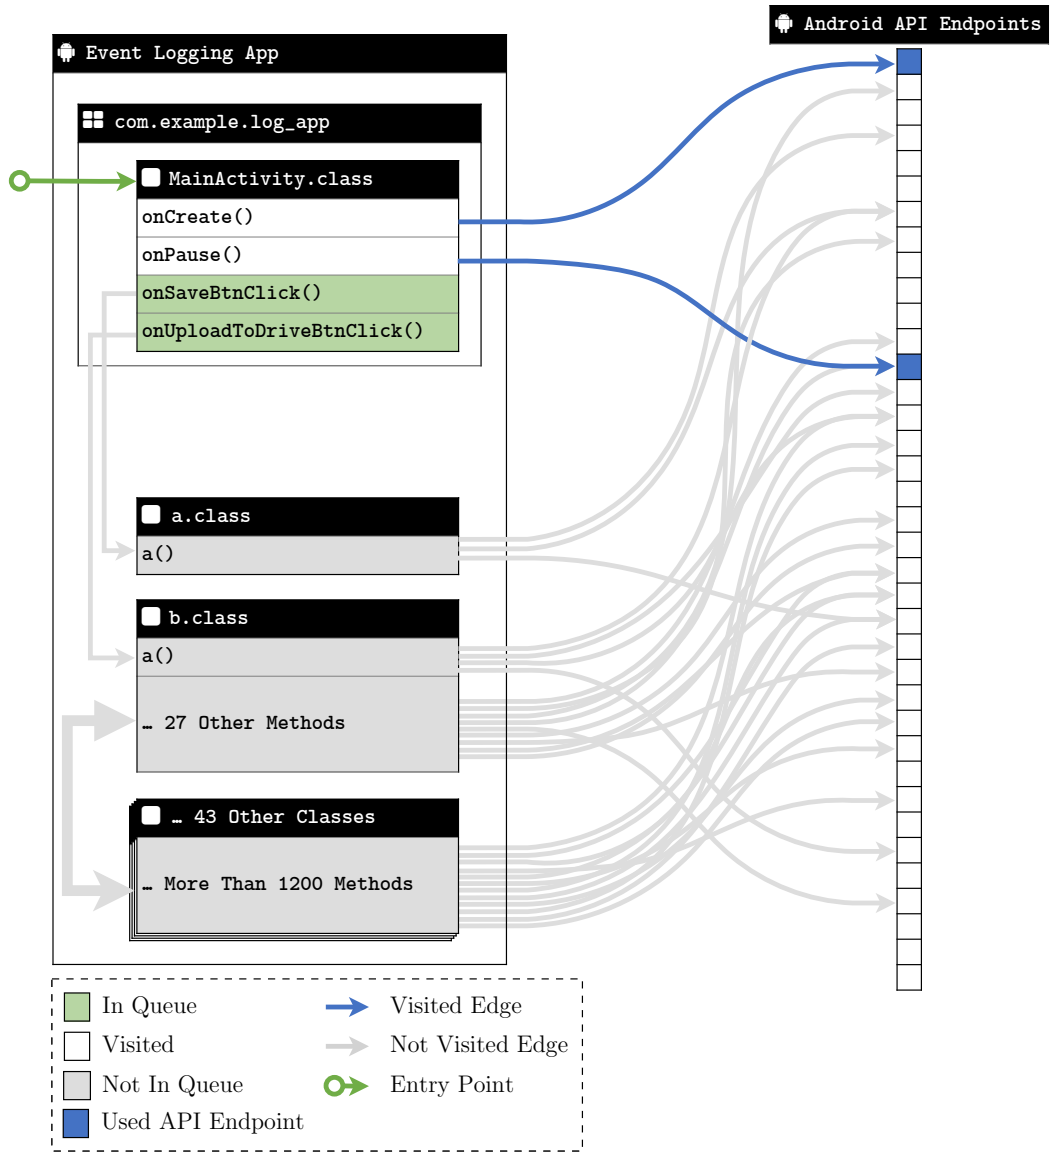 Android API Endpoints
Event Logging App
com.example.log_app
MainActivity.class
onCreate()
onPause()
onSaveBtnClick()
onUploadToDriveBtnClick()
a.class
a()
b.class
a()
… 27 Other Methods
… 43 Other Classes
… More Than 1200 Methods
In Queue
Visited Edge
Visited
Not Visited Edge
Not In Queue
Entry Point
Used API Endpoint